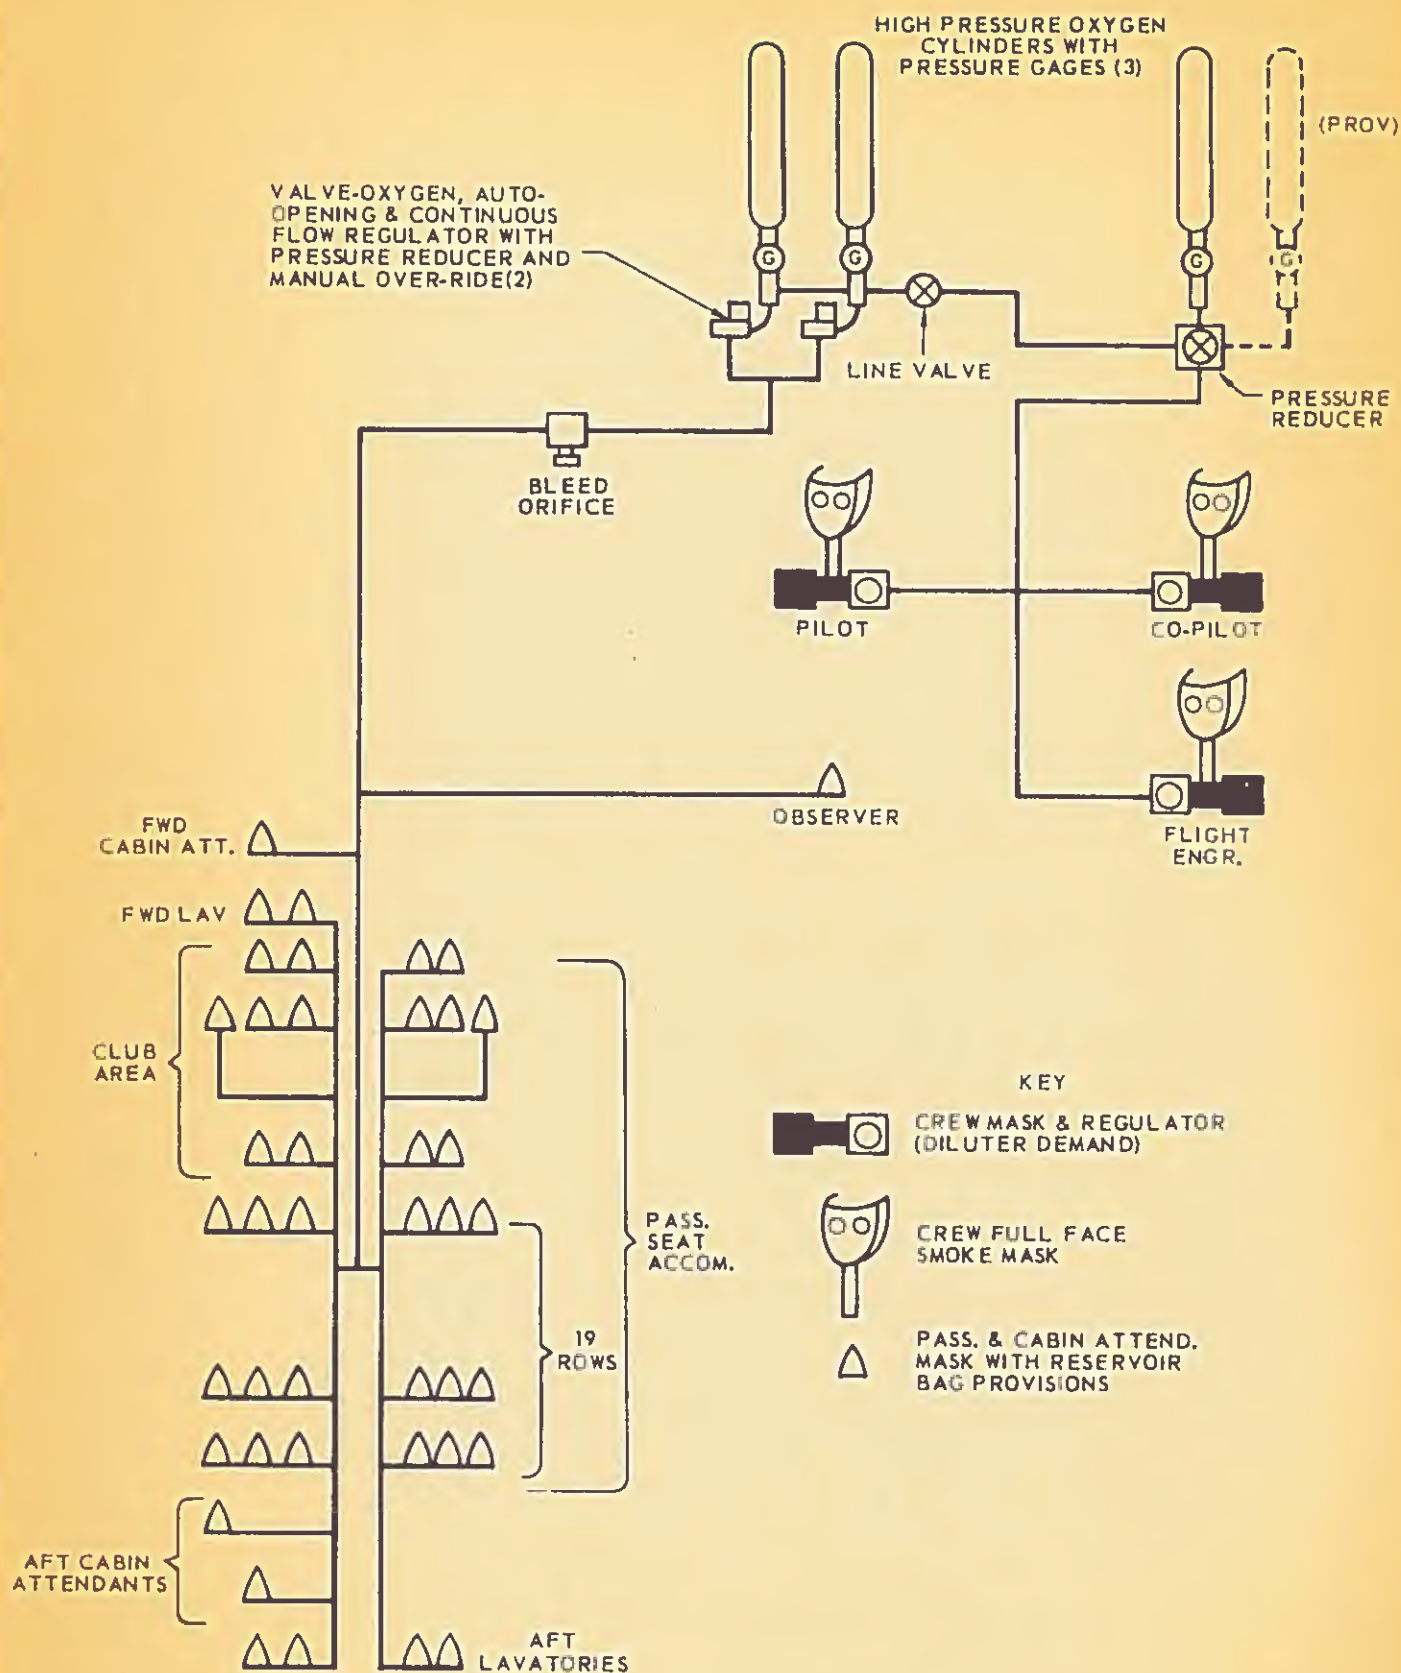 HIGH PRESSURE OXYGEN
CYLINDERS WITH
PRESSURE GAGES (3)
(PROV)
VALVE-OXYGEN, AUTO-
OPENING & CONTINUOUS
FLOW REGULATOR WITH
PRESSURE REDUCER AND
MANUAL OVER-RIDE(2)
G
G
G
G
LINE VALVE
PRESSURE
REDUCER
BLEED
ORIFICE
PILOT
CO-PILOT
OBSERVER
FLIGHT
ENGR.
FWD
CABIN ATT.
FWD LAV
CLUB
AREA
PASS.
SEAT
ACCOM.
19
ROWS
AFT CABIN
ATTENDANTS
AFT
LAVATORIES
KEY
CREW MASK & REGULATOR
(DILUTER DEMAND)
CREW FULL FACE
SMOKE MASK
PASS. & CABIN ATTEND.
MASK WITH RESERVOIR
BAG PROVISIONS